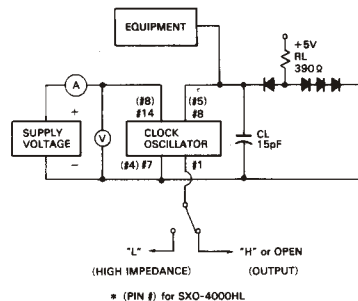 EQUIPMENT
+5V
RL
390Ω
A
(#8)
#14
(#5)
#8
+
SUPPLY
VOLTAGE
−
V
CLOCK
OSCILLATOR
CL
15pF
(#4) #7
#1
"L"
"H" or OPEN
(HIGH IMPEDANCE)
(OUTPUT)
* (PIN #) for SXO-4000HL